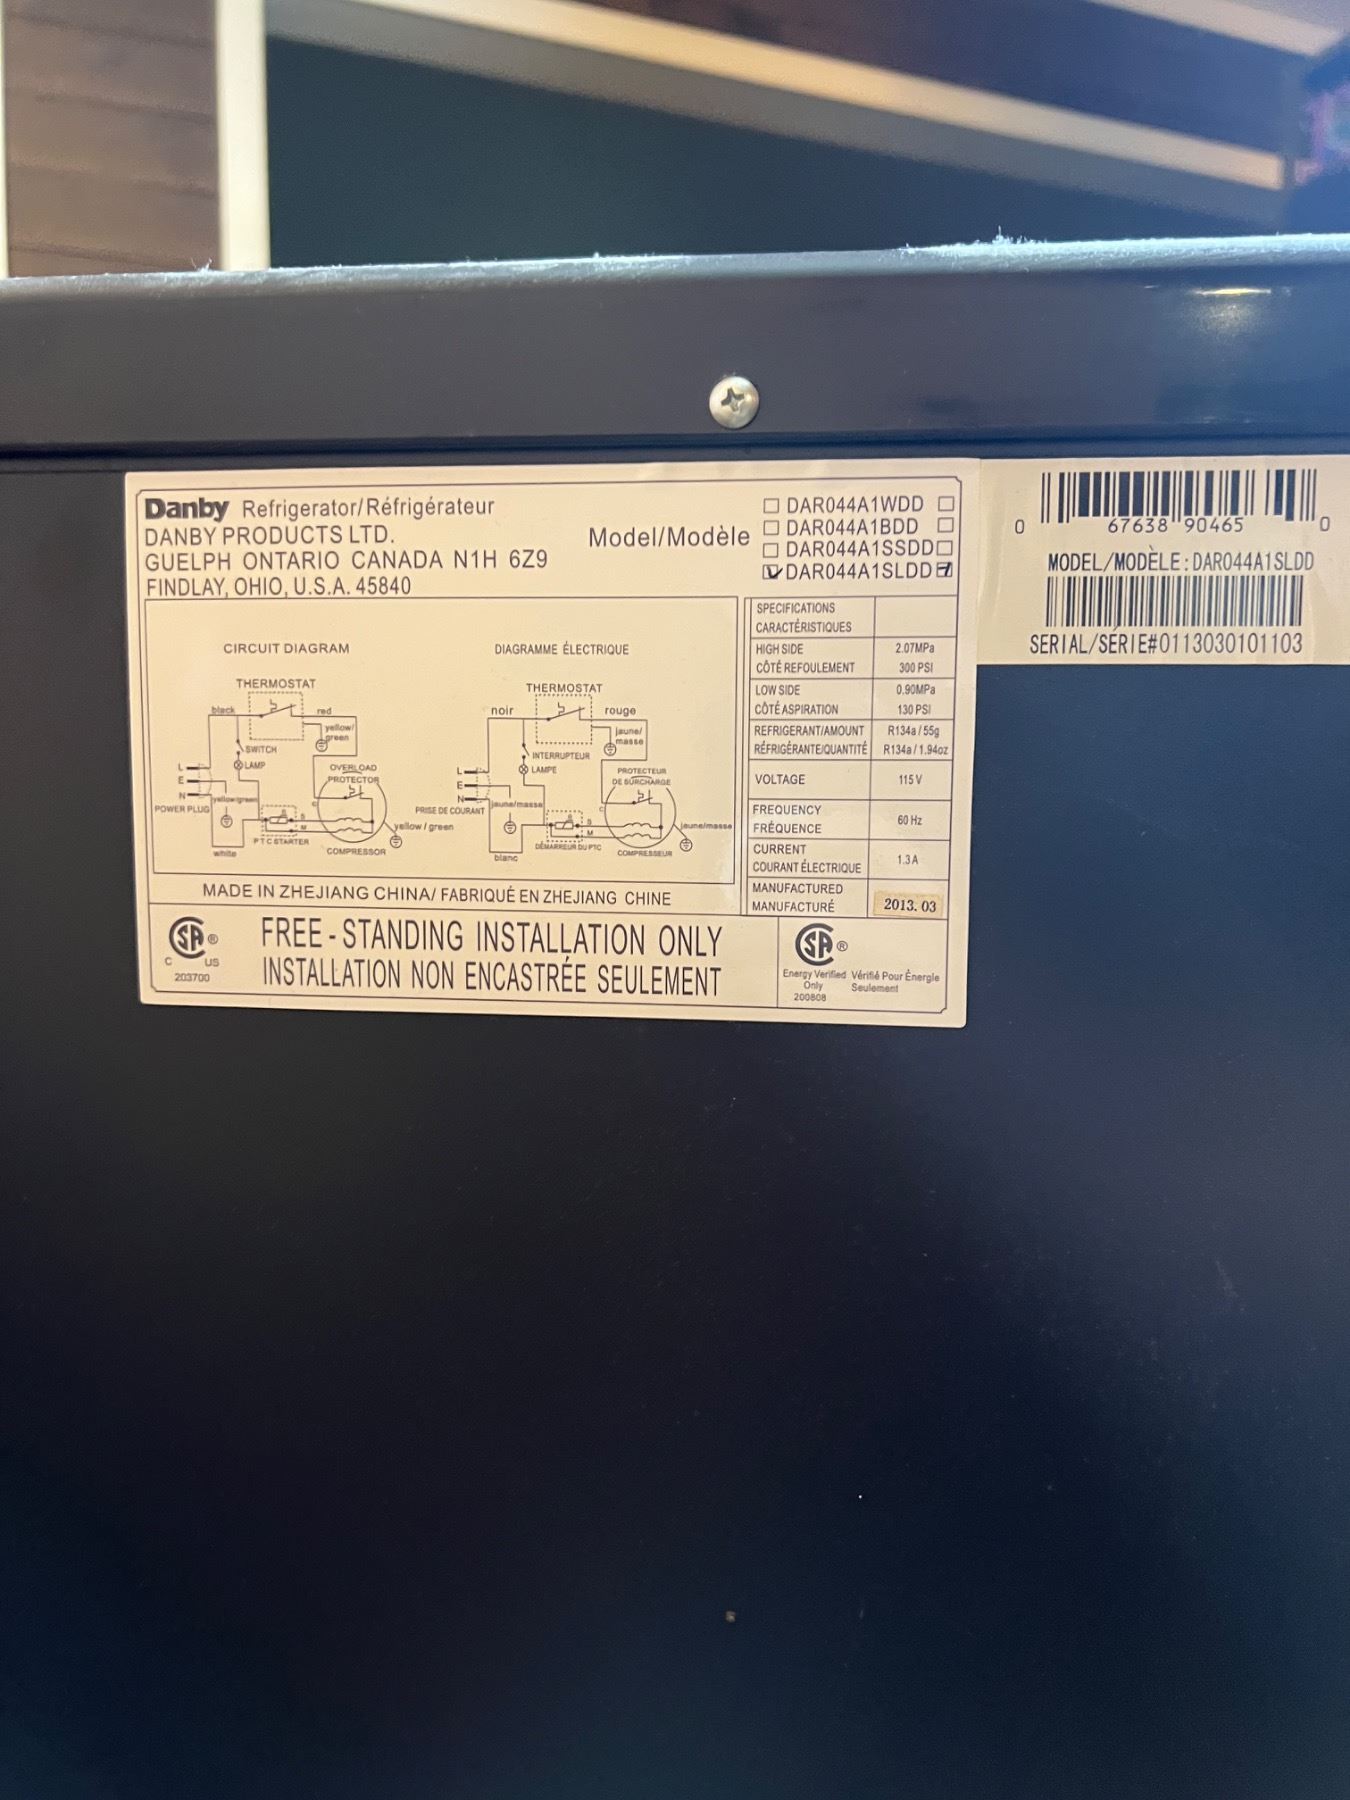 Danby Refrigerator/Réfrigérateur
DANBY PRODUCTS LTD.
GUELPH ONTARIO CANADA N1H 6Z9
FINDLAY, OHIO, U.S.A. 45840
Model/Modèle
DAR044A1WDD
DAR044A1BDD
DAR044A1SSDD
DAR044A1SLDD
CIRCUIT DIAGRAM
THERMOSTAT
black
red
yellow/
green
SWITCH
LAMP
L
E
N
POWER PLUG
yellow/green
OVERLOAD
PROTECTOR
C
S
M
PTC STARTER
white
COMPRESSOR
yellow / green
DIAGRAMME ÉLECTRIQUE
THERMOSTAT
noir
rouge
jaune/
masse
INTERRUPTEUR
LAMPE
L
E
N
PRISE DE COURANT
jaune/masse
PROTECTEUR
DE SURCHARGE
C
S
M
DÉMARREUR DU PTC
blanc
COMPRESSEUR
jaune/masse
SPECIFICATIONS
CARACTÉRISTIQUES
HIGH SIDE 2.07MPa
CÔTÉ REFOULEMENT 300 PSI
LOW SIDE 0.90MPa
CÔTÉ ASPIRATION 130 PSI
REFRIGERANT/AMOUNT R134a / 55g
RÉFRIGÉRANTE/QUANTITÉ R134a / 1.94oz
VOLTAGE 115 V
FREQUENCY
FRÉQUENCE 60 Hz
CURRENT
COURANT ÉLECTRIQUE 1.3 A
MANUFACTURED
MANUFACTURÉ 2013. 03
MADE IN ZHEJIANG CHINA/ FABRIQUÉ EN ZHEJIANG CHINE
SA ®
C US
203700
FREE - STANDING INSTALLATION ONLY
INSTALLATION NON ENCASTRÉE SEULEMENT
SA ®
Energy Verified Vérifié Pour Énergie
Only Seulement
200808
0 67638 90465 0
MODEL/MODÈLE: DAR044A1SLDD
SERIAL/SÉRIE#0113030101103